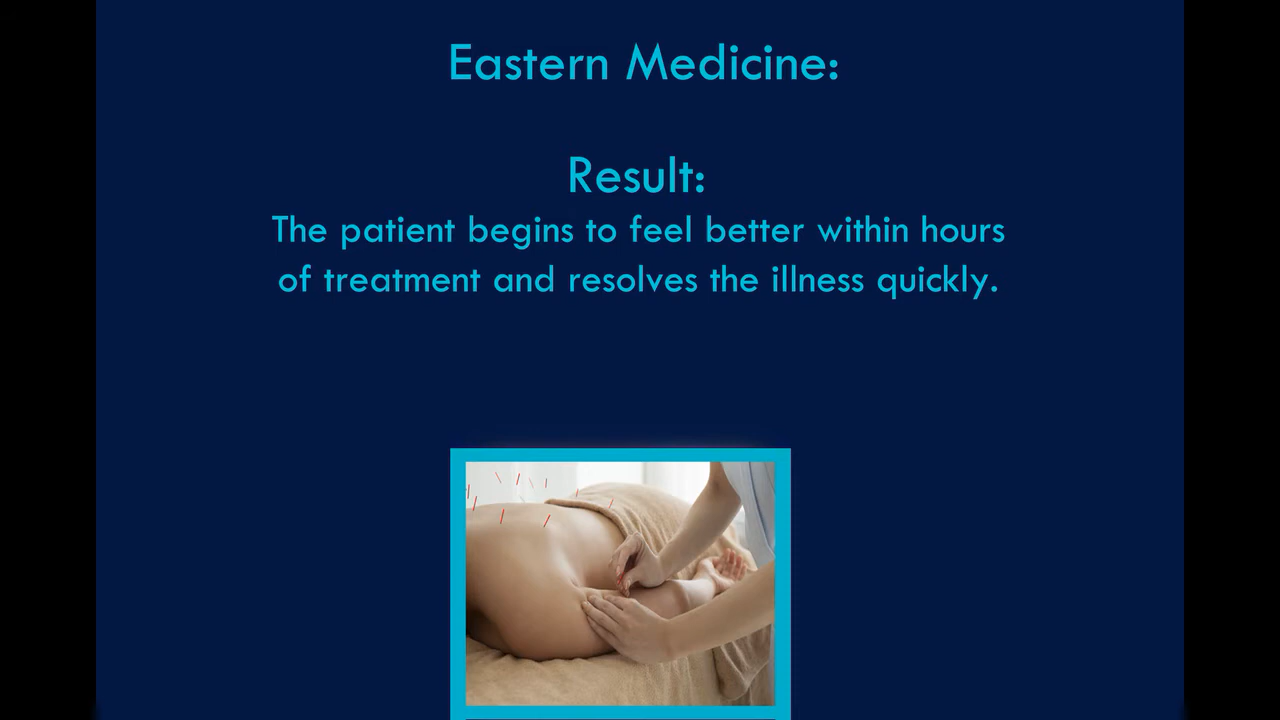 Eastern Medicine:
Result:
The patient begins to feel better within hours
of treatment and resolves the illness quickly.